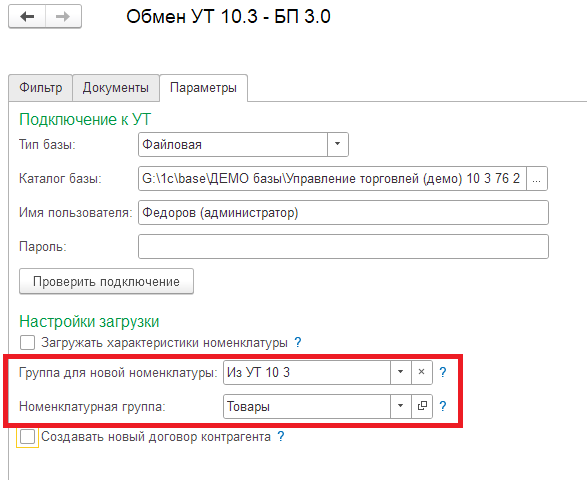 Обмен УТ 10.3 - БП 3.0
Фильтр Документы Параметры
Подключение к УТ
Тип базы: Файловая
Каталог базы: G:\1c\base\ДЕМО базы\Управление торговлей (демо) 10 3 76 2 ...
Имя пользователя: Федоров (администратор)
Пароль:
Проверить подключение
Настройки загрузки
Загружать характеристики номенклатуры ?
Группа для новой номенклатуры: Из УТ 10 3 × ?
Номенклатурная группа: Товары ?
Создавать новый договор контрагента ?